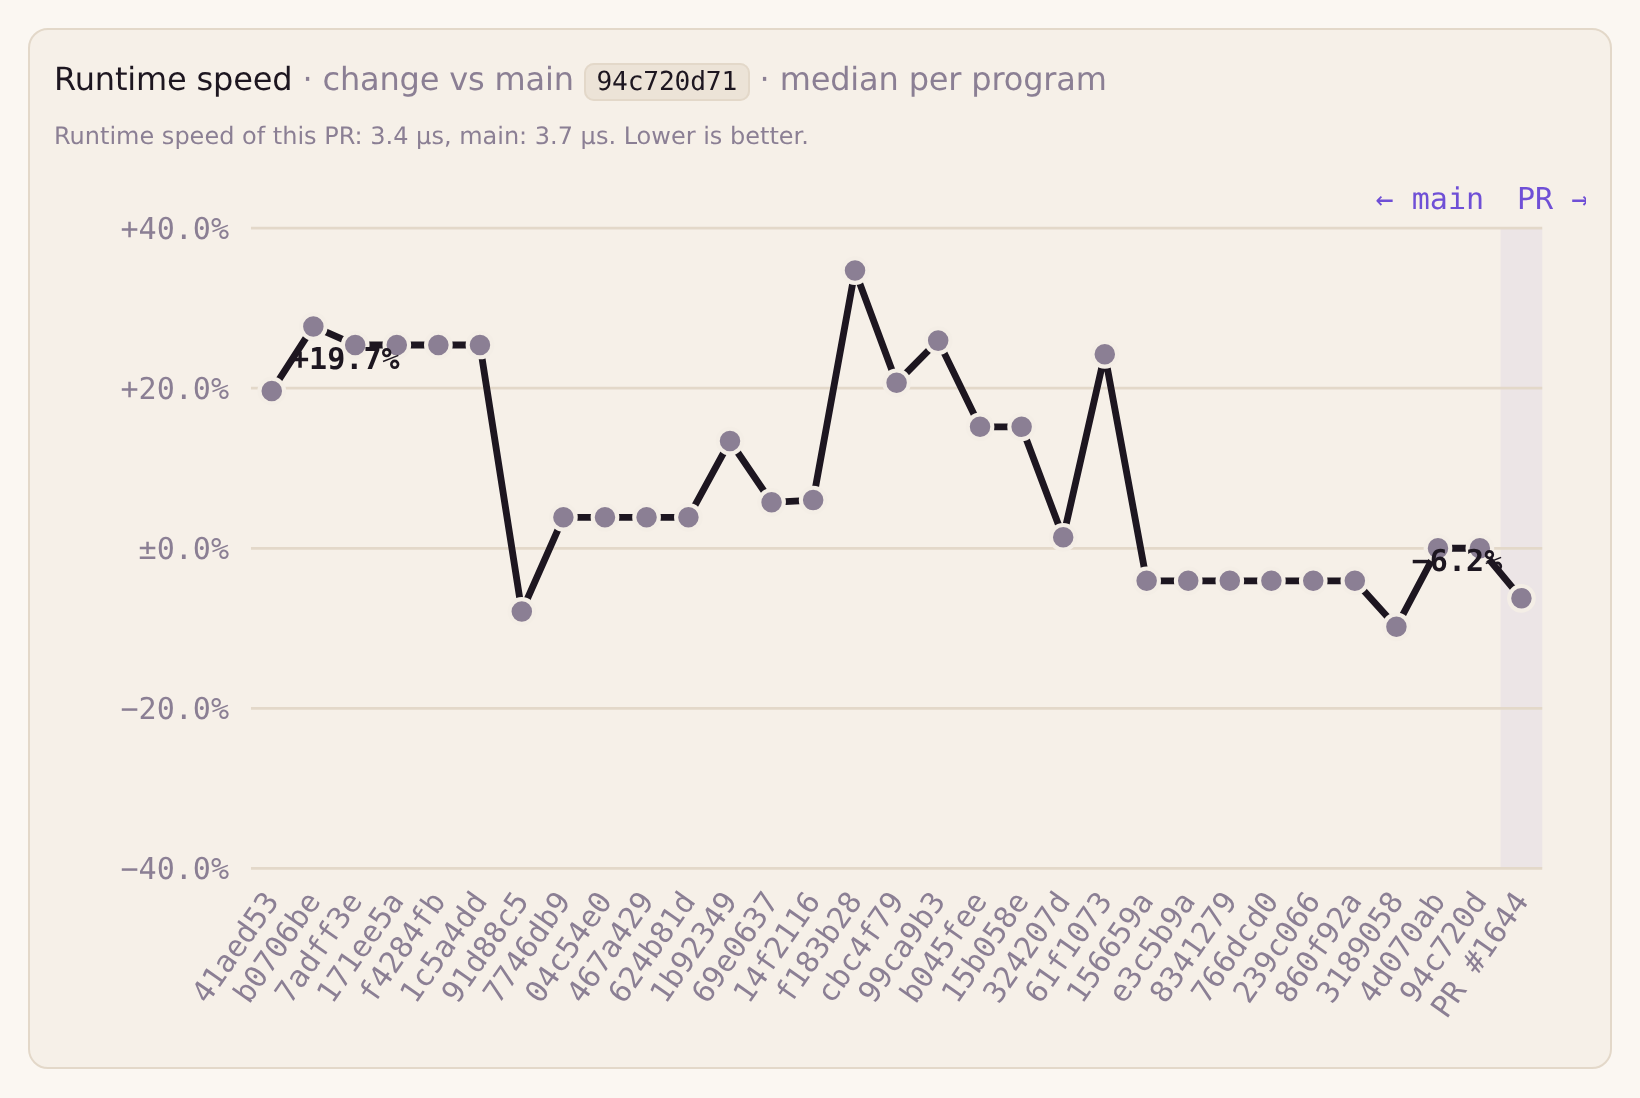 Runtime speed · change vs main 94c720d71 · median per program
Runtime speed of this PR: 3.4 µs, main: 3.7 µs. Lower is better.
← main PR →
+40.0%
+20.0%
±0.0%
−20.0%
−40.0%
+19.7%
−6.2%
41aed53
b0706be
7adff3e
171ee5a
f4284fb
1c5a4dd
91d88c5
7746db9
04c54e0
467a429
624b81d
1b92349
69e0637
14f2116
f183b28
cbc4f79
99ca9b3
b045fee
15b058e
324207d
61f1073
156659a
e3c5b9a
8341279
766dcd0
239c066
860f92a
3189058
4d070ab
94c720d
PR #1644